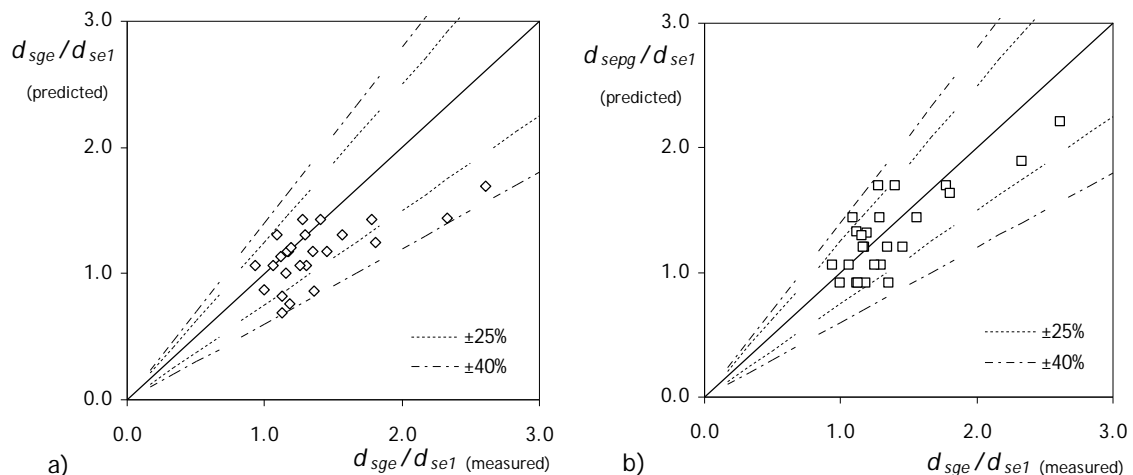 3.0
d_sge/d_se1
(predicted)
2.0
1.0
0.0
±25%
±40%
0.0 1.0 2.0 3.0
a) d_sge/d_se1 (measured)
3.0
d_sepg/d_se1
(predicted)
2.0
1.0
0.0
±25%
±40%
0.0 1.0 2.0 3.0
b) d_sge/d_se1 (measured)